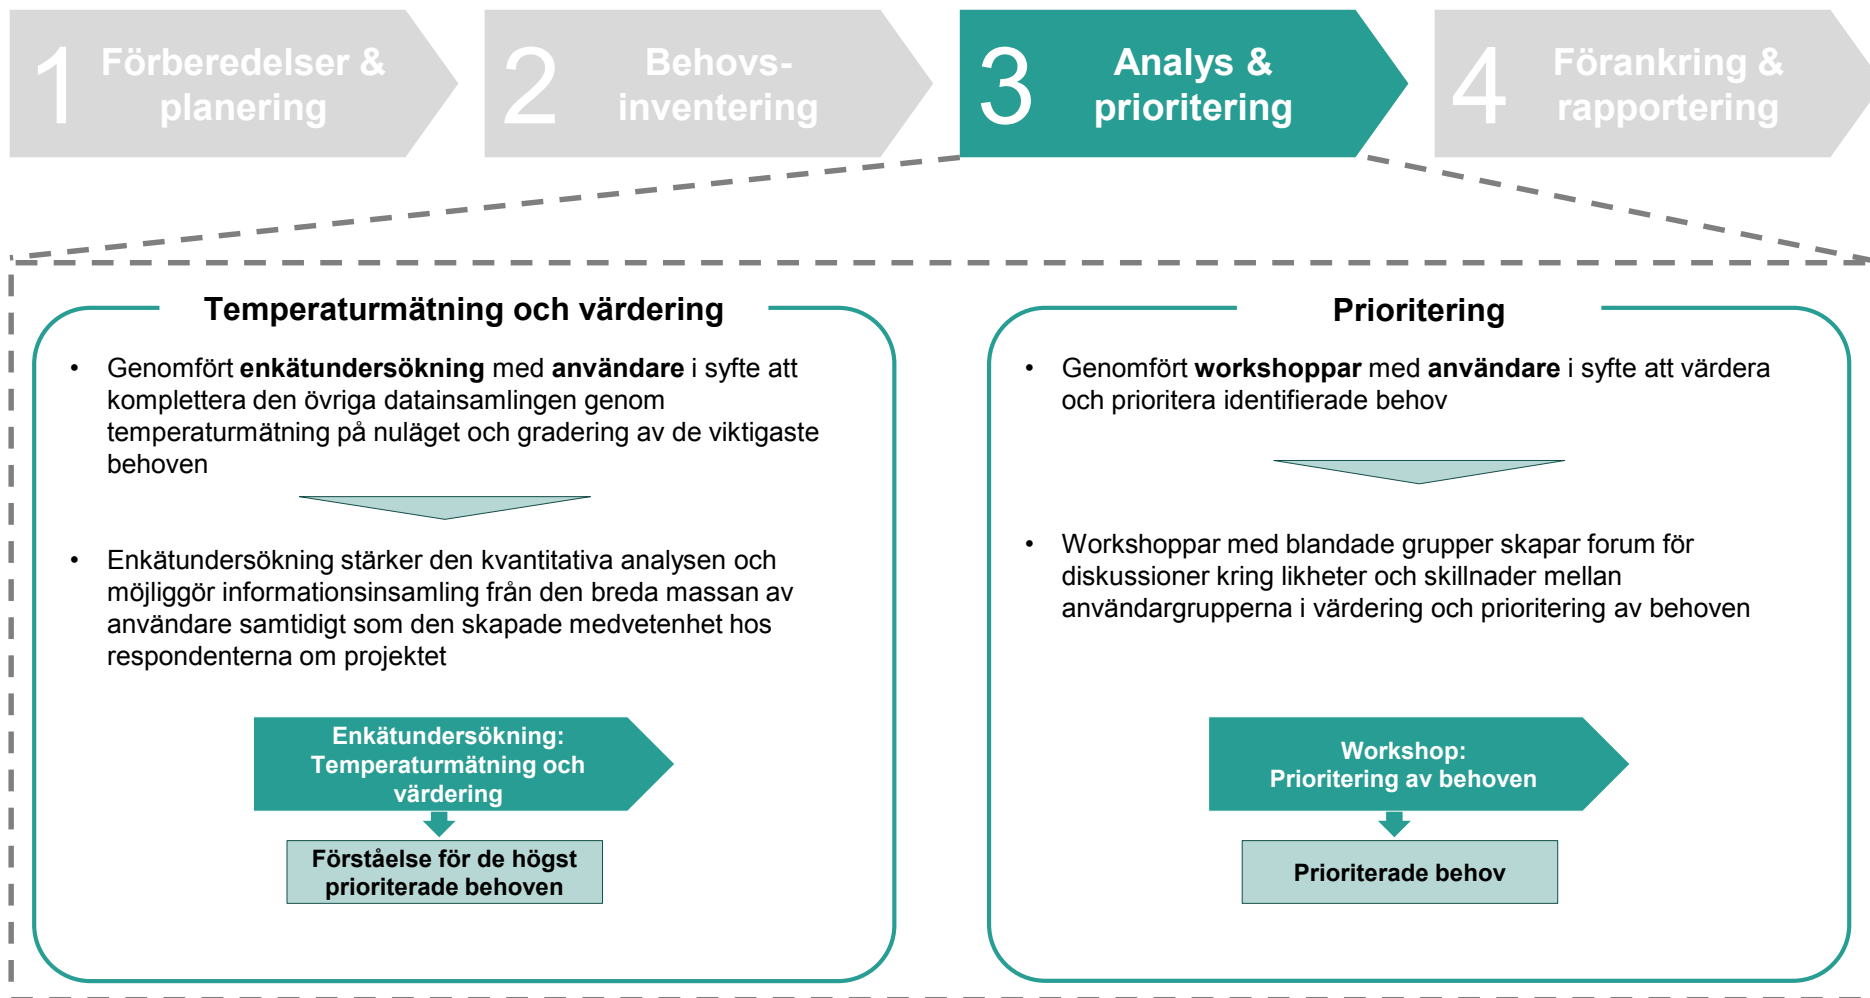 1
Förberedelser &
planering
2
Behovs-
inventering
3
Analys &
prioritering
4
Förankring &
rapportering
Temperaturmätning och värdering
• Genomfört enkätundersökning med användare i syfte att
komplettera den övriga datainsamlingen genom
temperaturmätning på nuläget och gradering av de viktigaste
behoven
• Enkätundersökning stärker den kvantitativa analysen och
möjliggör informationsinsamling från den breda massan av
användare samtidigt som den skapade medvetenhet hos
respondenterna om projektet
Enkätundersökning:
Temperaturmätning och
värdering
Förståelse för de högst
prioriterade behoven
Prioritering
• Genomfört workshoppar med användare i syfte att värdera
och prioritera identifierade behov
• Workshoppar med blandade grupper skapar forum för
diskussioner kring likheter och skillnader mellan
användargrupperna i värdering och prioritering av behoven
Workshop:
Prioritering av behoven
Prioriterade behov